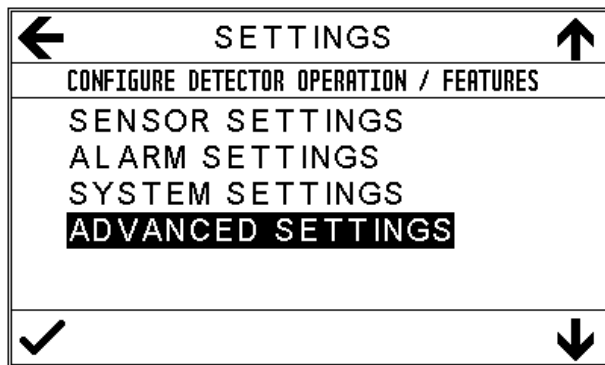 SETTINGS
CONFIGURE DETECTOR OPERATION / FEATURES
SENSOR SETTINGS
ALARM SETTINGS
SYSTEM SETTINGS
ADVANCED SETTINGS